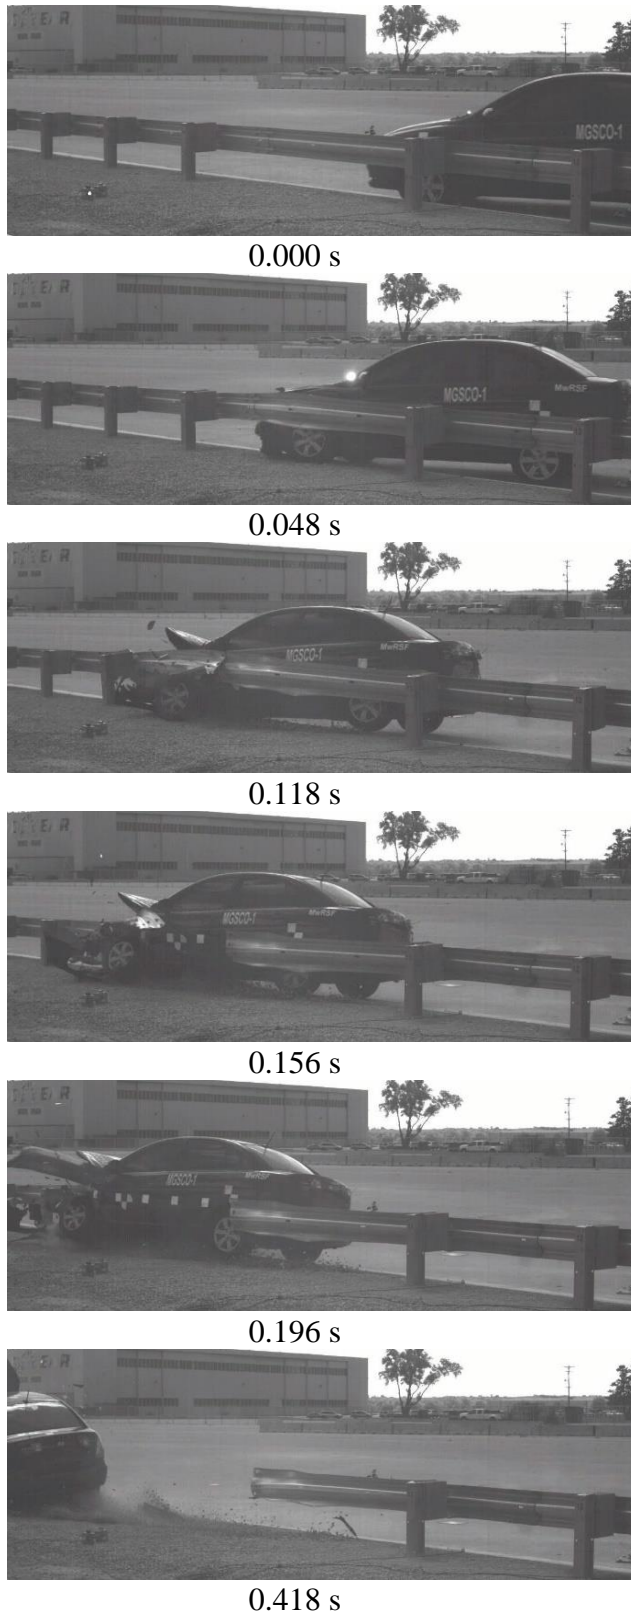 MGSCO-1
0.000 s
MGSCO-1
MwRSF
0.048 s
MGSCO-1
MwRSF
0.118 s
MGSCO-1
MwRSF
0.156 s
MGSCO-1
MwRSF
0.196 s
0.418 s